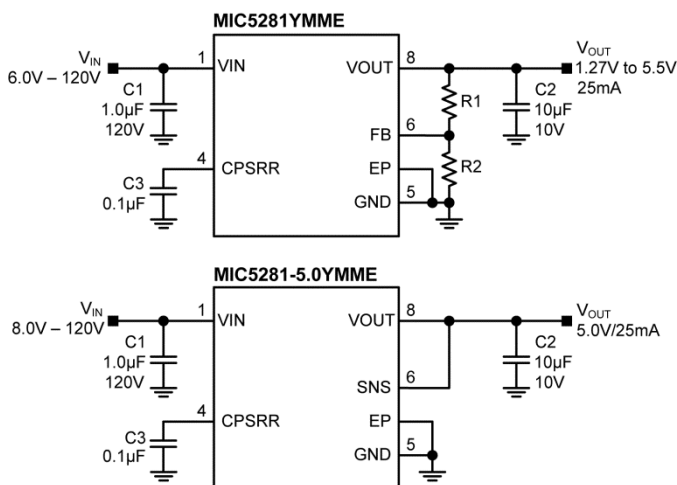 MIC5281YMME
VIN
6.0V – 120V
1
VIN
C1
1.0µF
120V
4
CPSRR
C3
0.1µF
VOUT
8
R1
FB
6
R2
EP
GND
5
C2
10µF
10V
VOUT
1.27V to 5.5V
25mA
MIC5281-5.0YMME
VIN
8.0V – 120V
1
VIN
C1
1.0µF
120V
4
CPSRR
C3
0.1µF
VOUT
8
SNS
6
EP
GND
5
C2
10µF
10V
VOUT
5.0V/25mA